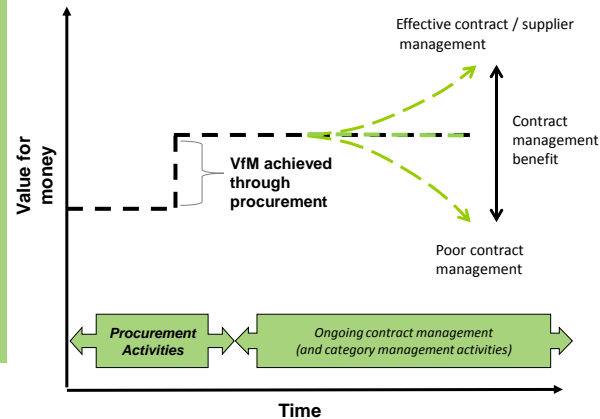 Effective contract / supplier
management
Value for
money
VfM achieved
through
procurement
Contract
management
benefit
Poor contract
management
Procurement
Activities
Ongoing contract management
(and category management activities)
Time